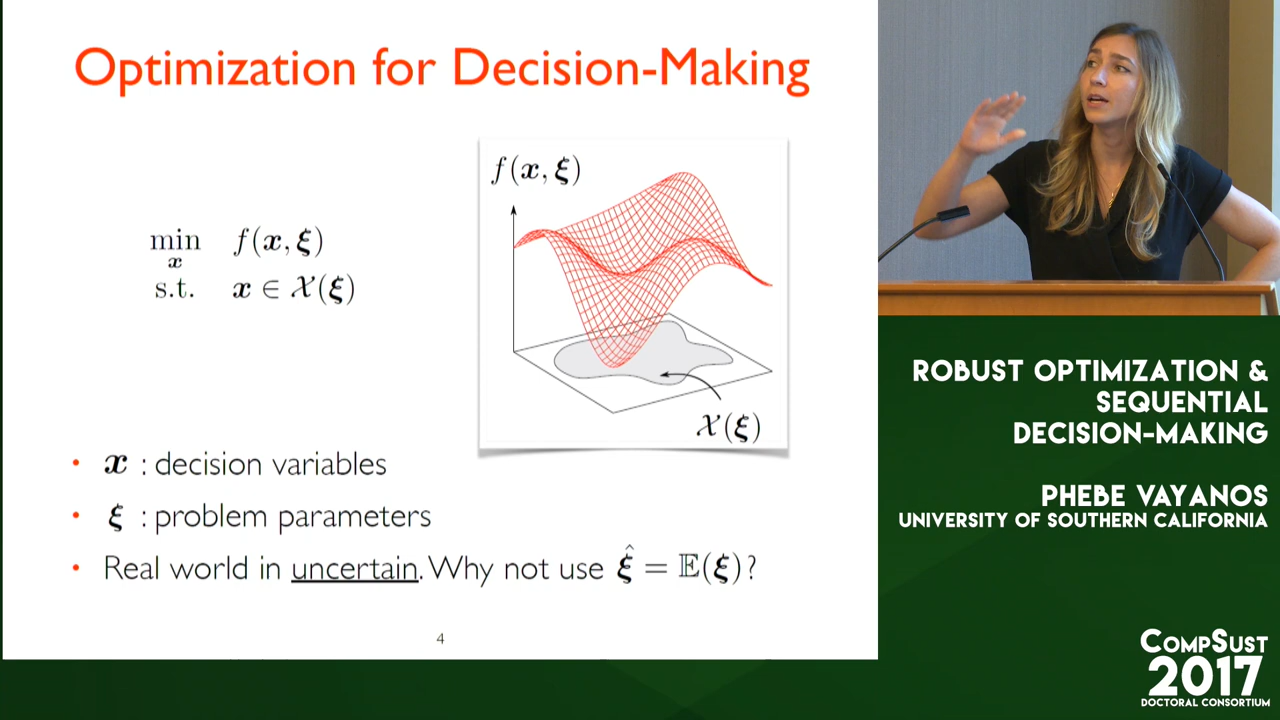 Optimization for Decision-Making
min f(x, ξ)
x
s.t. x ∈ 𝒳(ξ)
f(x, ξ)
𝒳(ξ)
• x : decision variables
• ξ : problem parameters
• Real world in uncertain. Why not use ξ̂ = 𝔼(ξ)?
4
ROBUST OPTIMIZATION &
SEQUENTIAL
DECISION-MAKING
PHEBE VAYANOS
UNIVERSITY OF SOUTHERN CALIFORNIA
COMPSUST
2017
DOCTORAL CONSORTIUM